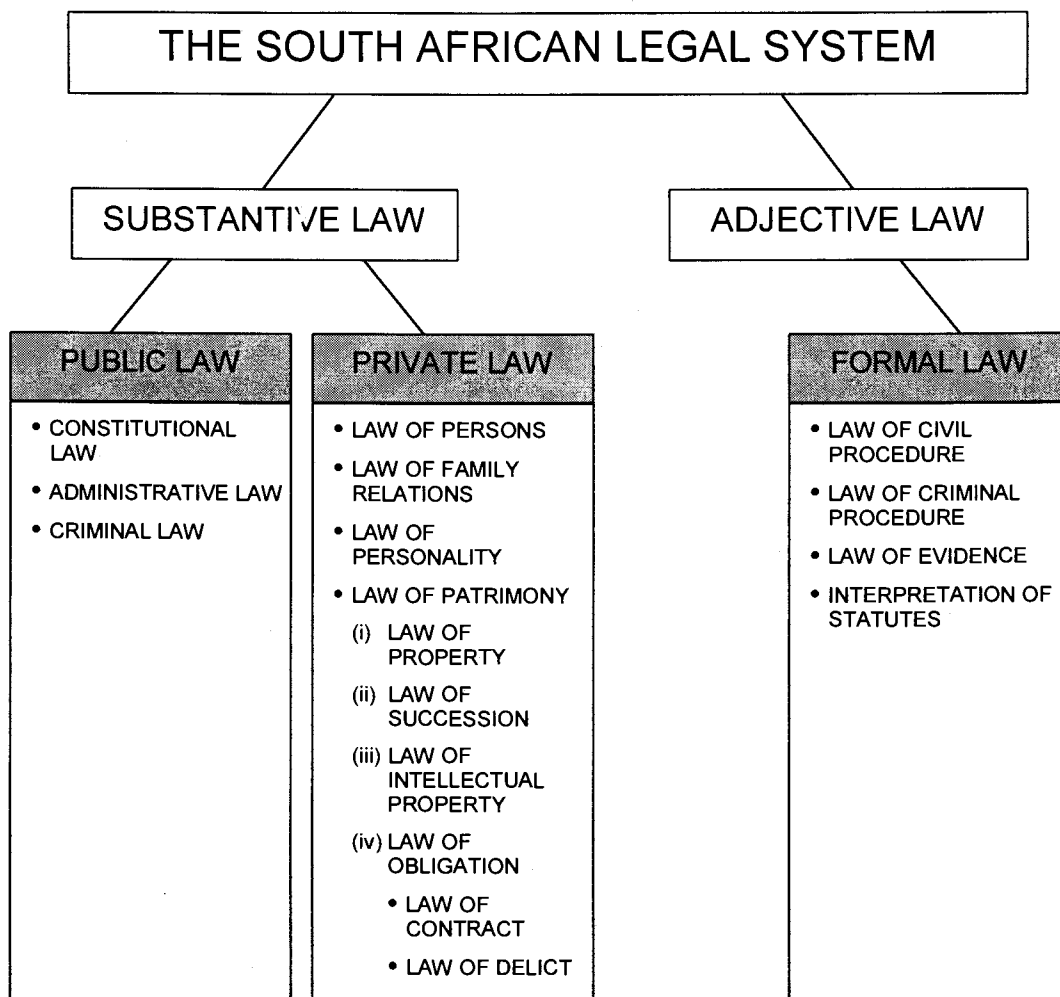 THE SOUTH AFRICAN LEGAL SYSTEM
SUBSTANTIVE LAW
ADJECTIVE LAW
PUBLIC LAW
• CONSTITUTIONAL
LAW
• ADMINISTRATIVE LAW
• CRIMINAL LAW
PRIVATE LAW
• LAW OF PERSONS
• LAW OF FAMILY
RELATIONS
• LAW OF
PERSONALITY
• LAW OF PATRIMONY
(i) LAW OF
PROPERTY
(ii) LAW OF
SUCCESSION
(iii) LAW OF
INTELLECTUAL
PROPERTY
(iv) LAW OF
OBLIGATION
• LAW OF
CONTRACT
• LAW OF DELICT
FORMAL LAW
• LAW OF CIVIL
PROCEDURE
• LAW OF CRIMINAL
PROCEDURE
• LAW OF EVIDENCE
• INTERPRETATION OF
STATUTES